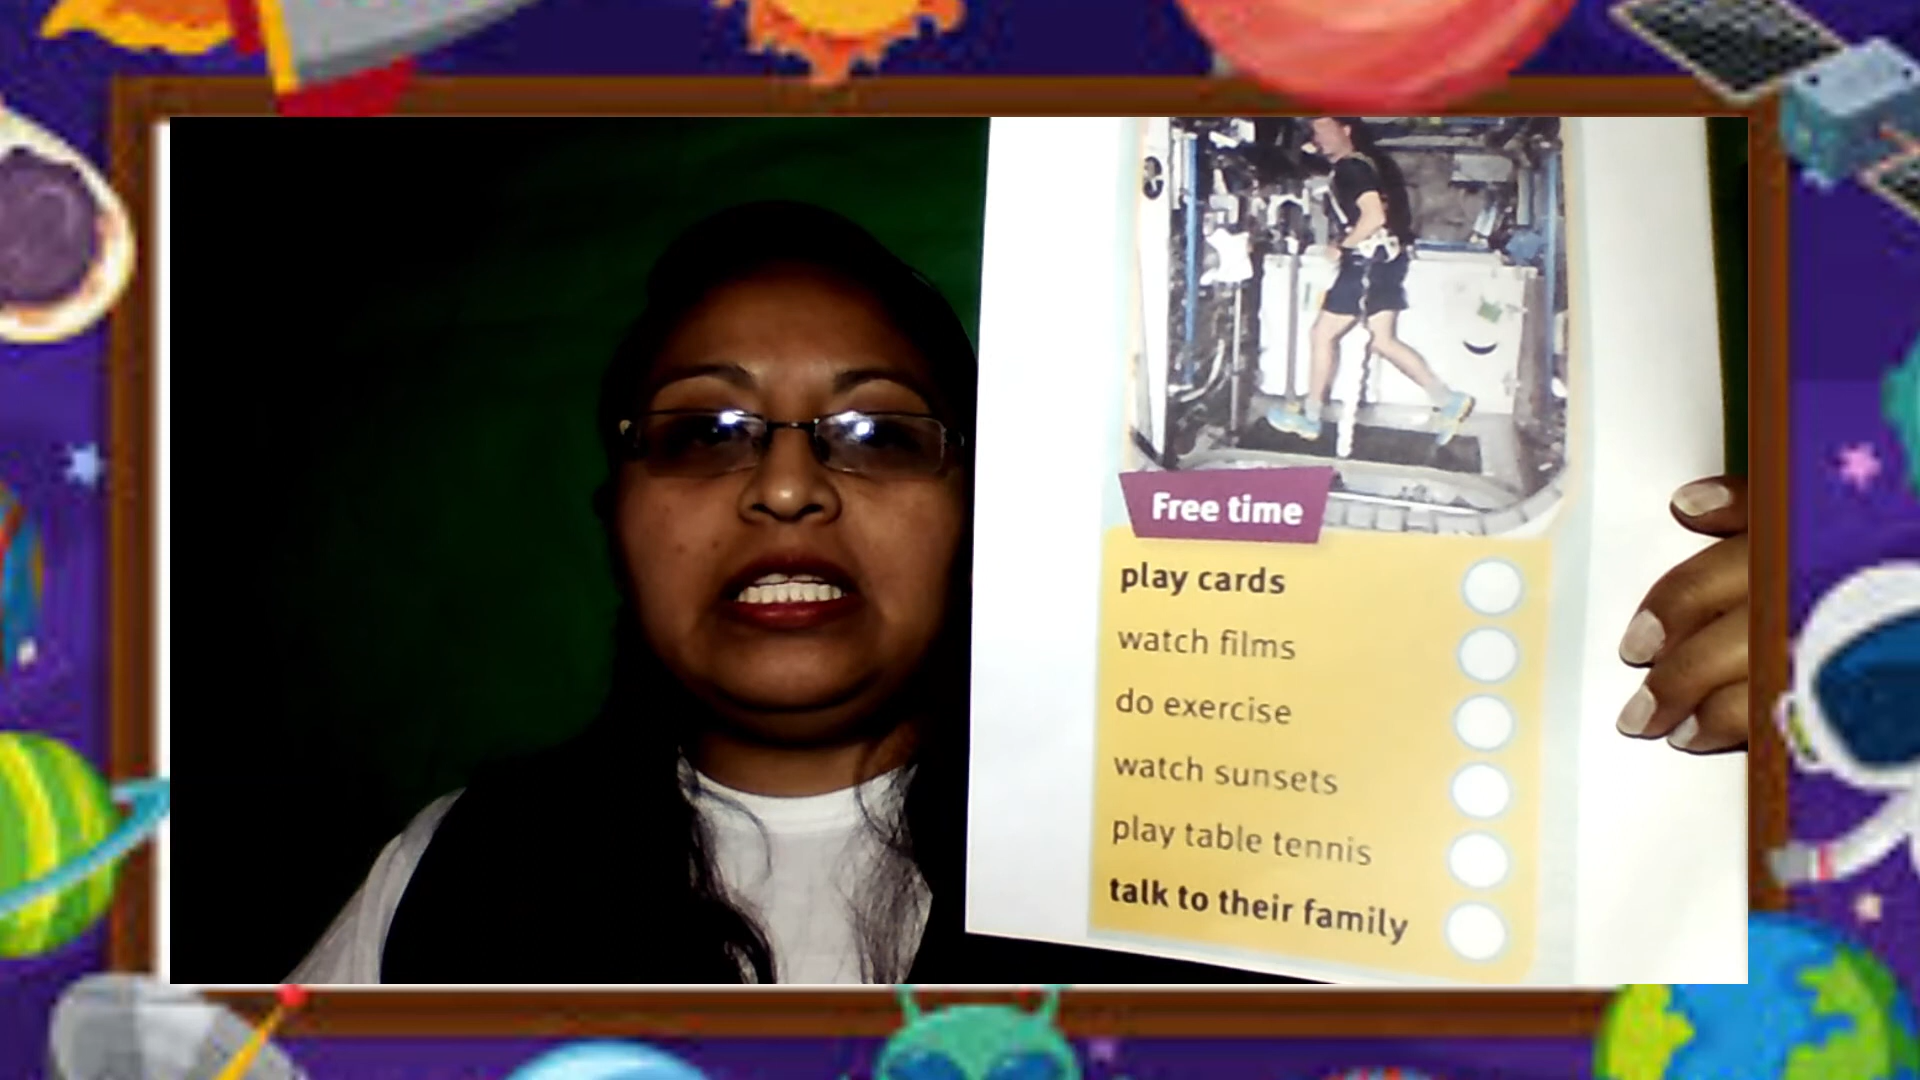 Free time
play cards
watch films
do exercise
watch sunsets
play table tennis
talk to their family